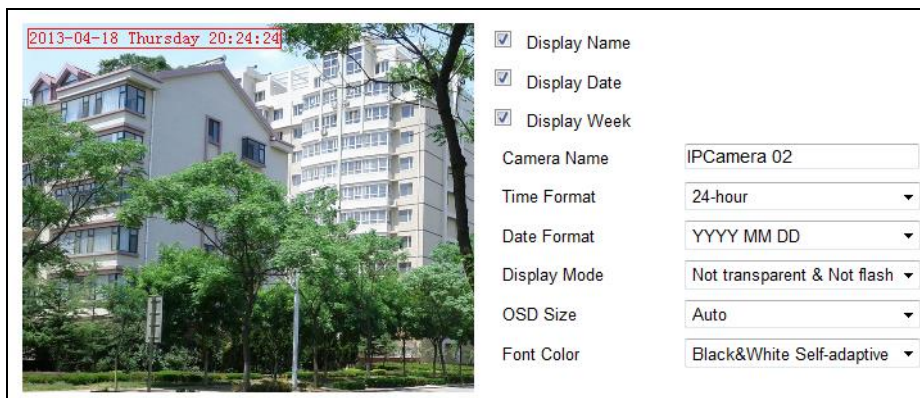 2013-04-18 Thursday 20:24:24
Display Name
Display Date
Display Week
Camera Name IPCamera 02
Time Format 24-hour
Date Format YYYY MM DD
Display Mode Not transparent & Not flash
OSD Size Auto
Font Color Black&White Self-adaptive